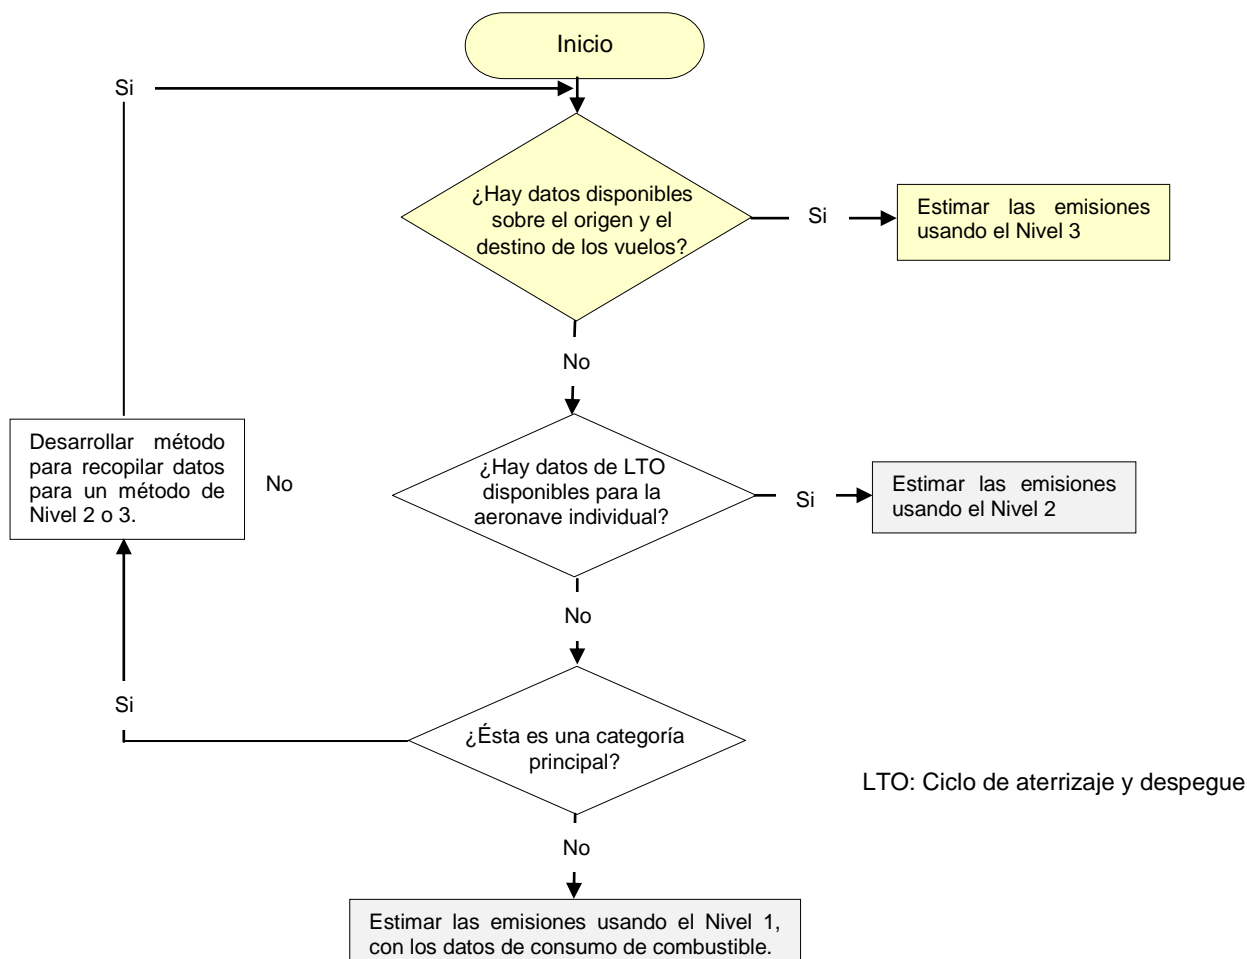 Inicio
Si
¿Hay datos disponibles
sobre el origen y el
destino de los vuelos?
Si
Estimar las emisiones
usando el Nivel 3
No
Desarrollar método
para recopilar datos
para un método de
Nivel 2 o 3.
No
¿Hay datos de LTO
disponibles para la
aeronave individual?
Si
Estimar las emisiones
usando el Nivel 2
No
Si
¿Ésta es una categoría
principal?
LTO: Ciclo de aterrizaje y despegue
No
Estimar las emisiones usando el Nivel 1,
con los datos de consumo de combustible.